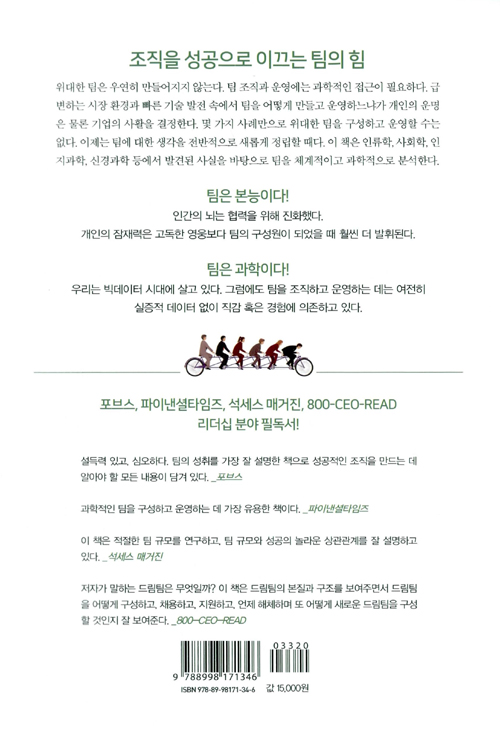 조직을 성공으로 이끄는 팀의 힘
위대한 팀은 우연히 만들어지지 않는다. 팀 조직과 운영에는 과학적인 접근이 필요하다. 급
변하는 시장 환경과 빠른 기술 발전 속에서 팀을 어떻게 만들고 운영하느냐가 개인의 운명
은 물론 기업의 사활을 결정한다. 몇 가지 사례만으로 위대한 팀을 구성하고 운영할 수는
없다. 이제는 팀에 대한 생각을 전반적으로 새롭게 정립할 때다. 이 책은 인류학, 사회학, 인
지과학, 신경과학 등에서 발견된 사실을 바탕으로 팀을 체계적이고 과학적으로 분석한다.
팀은 본능이다!
인간의 뇌는 협력을 위해 진화했다.
개인의 잠재력은 고독한 영웅보다 팀의 구성원이 되었을 때 훨씬 더 발휘된다.
팀은 과학이다!
우리는 빅데이터 시대에 살고 있다. 그럼에도 팀을 조직하고 운영하는 데는 여전히
실증적 데이터 없이 직감 혹은 경험에 의존하고 있다.
포브스, 파이낸셜타임즈, 석세스 매거진, 800-CEO-READ
리더십 분야 필독서!
설득력 있고, 심오하다. 팀의 성취를 가장 잘 설명한 책으로 성공적인 조직을 만드는 데
알아야 할 모든 내용이 담겨 있다. _포브스
과학적인 팀을 구성하고 운영하는 데 가장 유용한 책이다. _파이낸셜타임즈
이 책은 적절한 팀 규모를 연구하고, 팀 규모와 성공의 놀라운 상관관계를 잘 설명하고
있다. _석세스 매거진
저자가 말하는 드림팀은 무엇일까? 이 책은 드림팀의 본질과 구조를 보여주면서 드림팀
을 어떻게 구성하고, 채용하고, 지원하고, 언제 해체하며 또 어떻게 새로운 드림팀을 구성
할 것인지 잘 보여준다. _800-CEO-READ
03320
9 788998 171346
ISBN 978-89-98171-34-6 값 15,000원